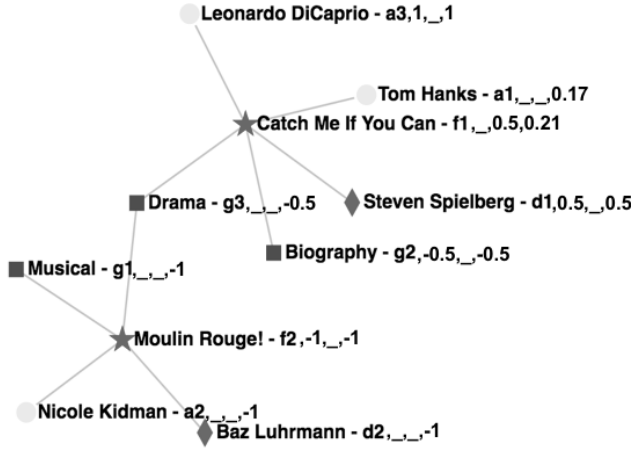 Leonardo DiCaprio - a3,1,_,1
Tom Hanks - a1,_,_,0.17
Catch Me If You Can - f1,_,0.5,0.21
Drama - g3,_,_,-0.5
Steven Spielberg - d1,0.5,_,0.5
Biography - g2,-0.5,_,-0.5
Musical - g1,_,_,-1
Moulin Rouge! - f2,-1,_,-1
Nicole Kidman - a2,_,_,-1
Baz Luhrmann - d2,_,_,-1